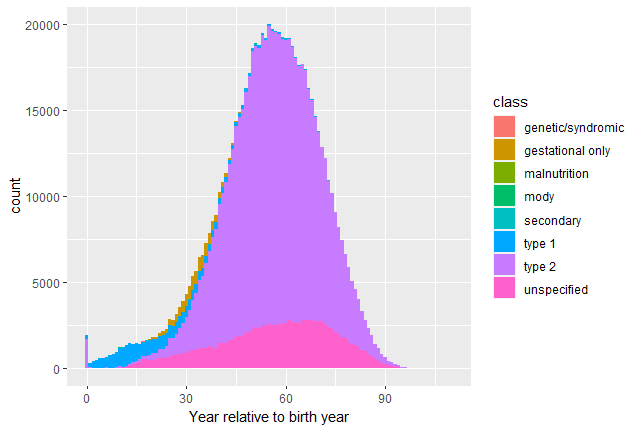 20000
15000
10000
5000
0
count
0 30 60 90
Year relative to birth year
class
genetic/syndromic
gestational only
malnutrition
mody
secondary
type 1
type 2
unspecified